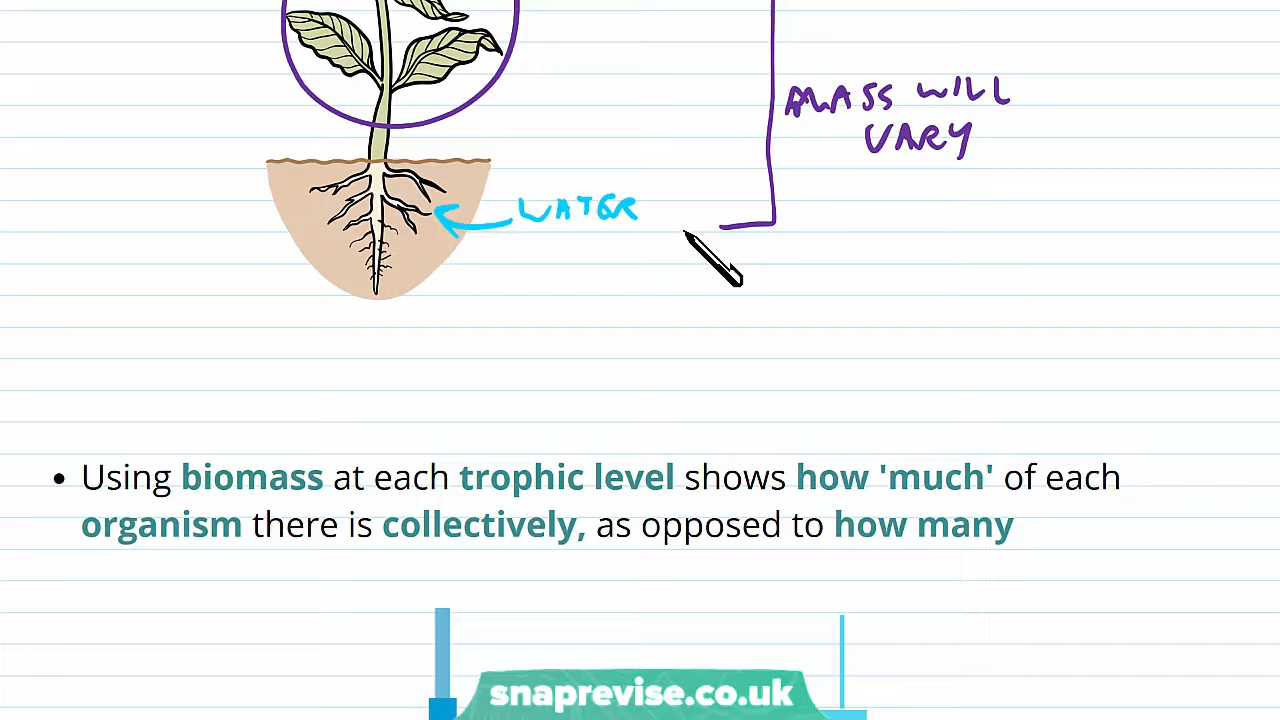 MASS WILL
VARY
WATER
• Using biomass at each trophic level shows how 'much' of each
organism there is collectively, as opposed to how many
snaprevise.co.uk